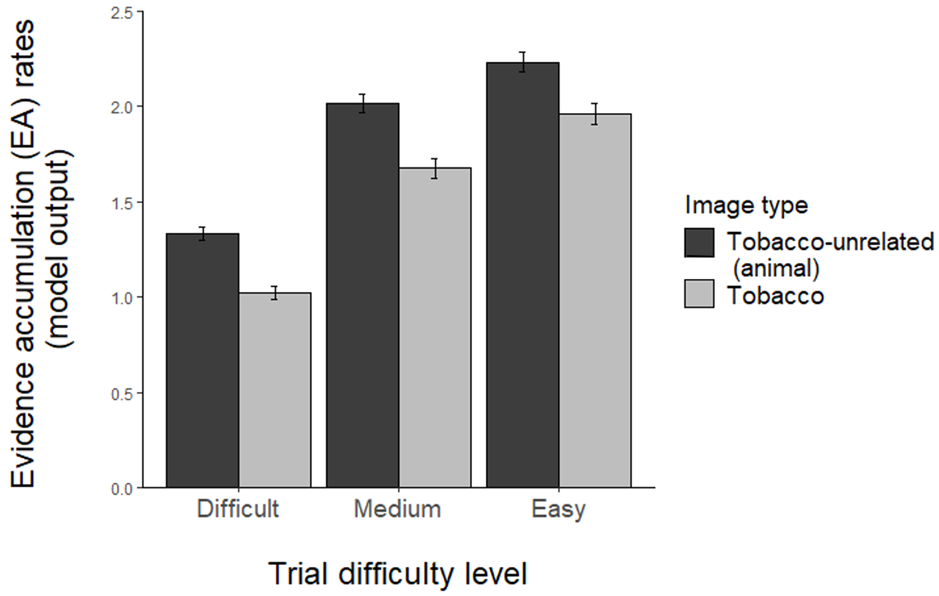 Evidence accumulation (EA) rates
(model output)
2.5
2.0
1.5
1.0
0.5
0.0
Difficult
Medium
Easy
Trial difficulty level
Image type
Tobacco-unrelated
(animal)
Tobacco